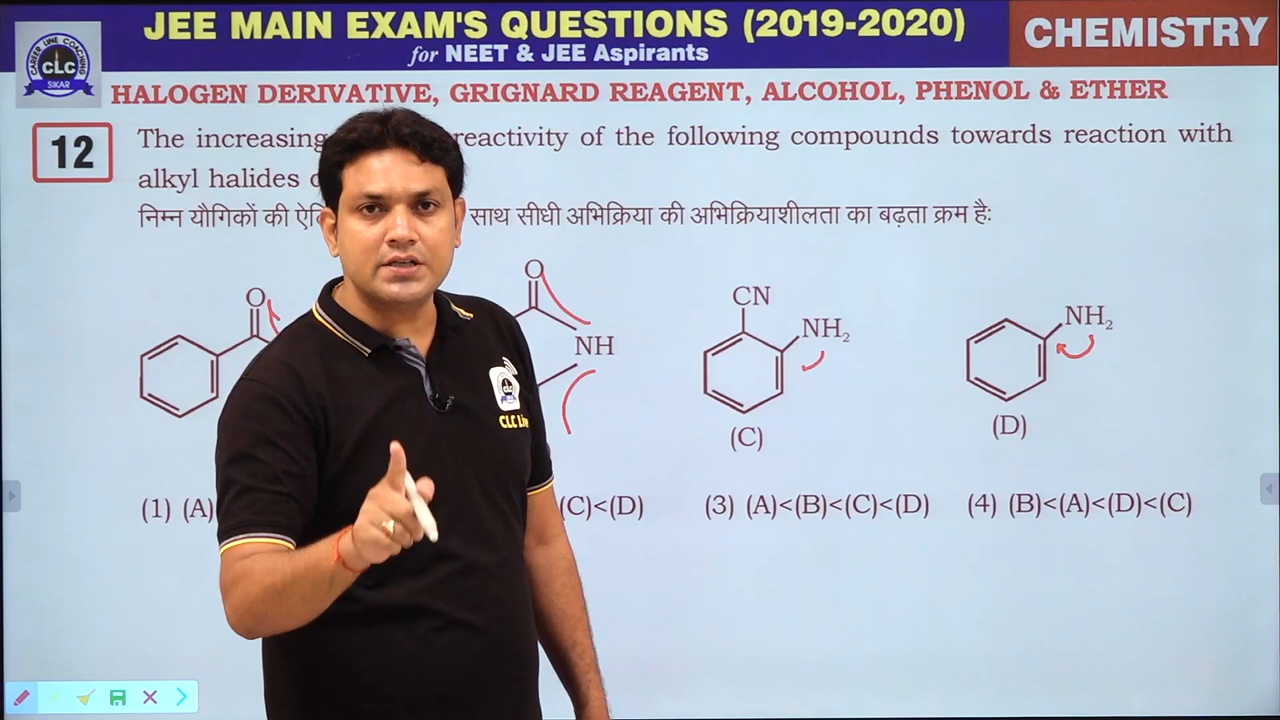 JEE MAIN EXAM'S QUESTIONS (2019-2020)
for NEET & JEE Aspirants
CHEMISTRY
CAREER LINE COACHING
CLC
SIKAR
HALOGEN DERIVATIVE, GRIGNARD REAGENT, ALCOHOL, PHENOL & ETHER
12
The increasing reactivity of the following compounds towards reaction with
alkyl halides
निम्न यौगिकों की साथ सीधी अभिक्रिया की अभिक्रियाशीलता का बढ़ता क्रम है:
O
O
NH
CN
NH2
(C)
NH2
(D)
CLC
CLC
(1) (A)
(C)<(D)
(3) (A)<(B)<(C)<(D)
(4) (B)<(A)<(D)<(C)